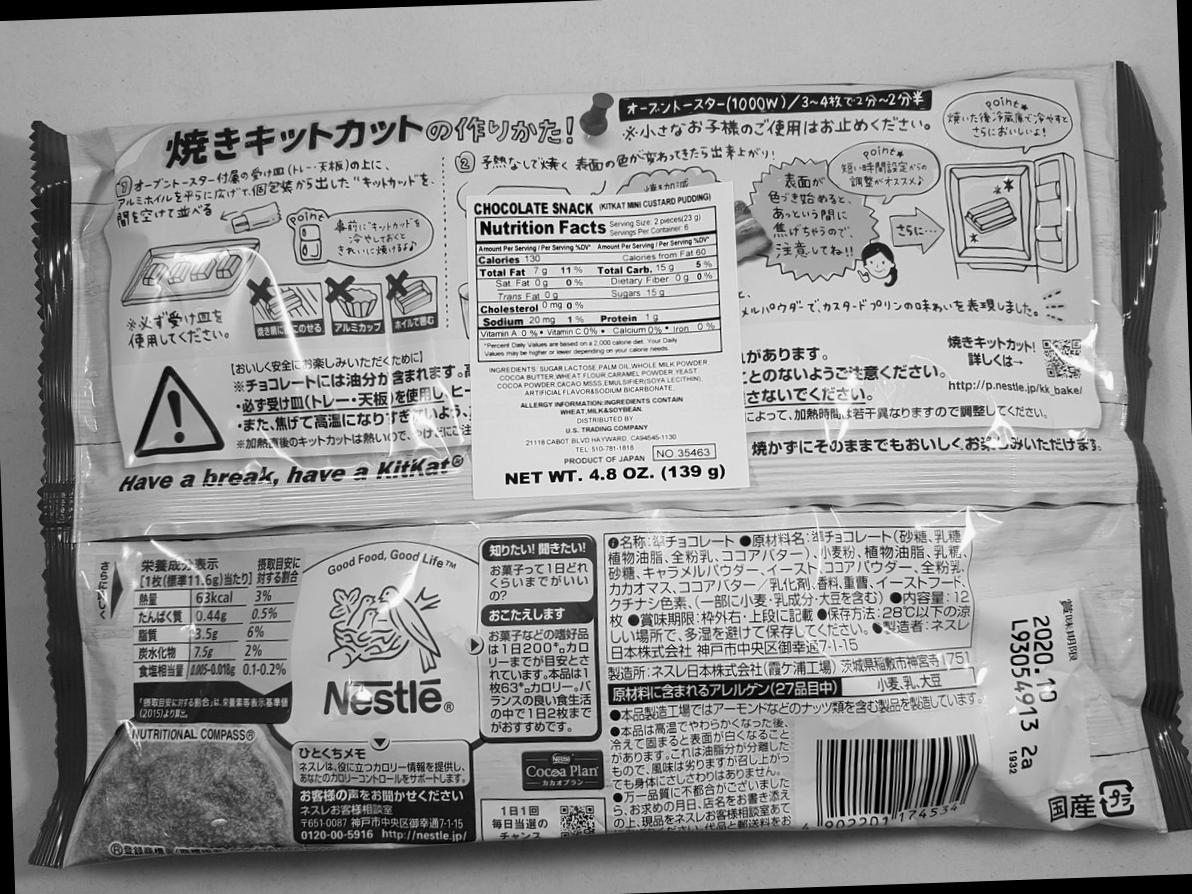 焼きキットカットの作りかた!
オーブントースター(1000W)/3~4枚で2分~2分半
※小さなお子様のご使用はお止めください。
point★
焼いた後冷蔵庫で冷やすと
さらにおいしいよ!
① オーブントースター付属の受け皿(トレー・天板)の上に、
アルミホイルを平らに広げて、個包装から出した“キットカット”を、
間を空けて並べる
point
事前に“キットカット”を
冷やしておくと
きれいに焼けるよ♪
※必ず受け皿を
使用してください。
アルミカップ
ホイルで包む
② 予熱なしで焼く 表面の色が変わってきたら出来上がり!
表面が
色づき始めると、
あっという間に
焦げちゃうので、
注意してね!!
point★
短い時間設定からの
調整がオススメ♪
さらに…
メルパウダーで、カスタードプリンの味わいを表現しました。
CHOCOLATE SNACK (KITKAT MINI CUSTARD PUDDING)
Nutrition Facts
Serving Size: 2 pieces(23 g)
Servings Per Container: 6
Amount Per Serving / Per Serving %DV* Amount Per Serving / Per Serving %DV*
Calories 130 Calories from Fat 60
Total Fat 7 g 11 % Total Carb. 15 g 5 %
Sat. Fat 0 g 0 % Dietary Fiber 0 g 0 %
Trans Fat 0 g Sugars 15 g
Cholesterol 0 mg 0 %
Sodium 20 mg 1 % Protein 1 g
Vitamin A 0 % • Vitamin C 0% • Calcium 0% • Iron 0 %
*Percent Daily Values are based on a 2,000 calorie diet. Your Daily
Values may be higher or lower depending on your calorie needs.
INGREDIENTS: SUGAR,LACTOSE,PALM OIL,WHOLE MILK POWDER,
COCOA BUTTER,WHEAT FLOUR,CARAMEL POWDER,YEAST
COCOA POWDER,CACAO MSSS,EMULSIFIER(SOYA LECITHIN),
ARTIFICIAL FLAVOR&SODIUM BICARBONATE.
ALLERGY INFORMATION:INGREDIENTS CONTAIN
WHEAT,MILK&SOYBEAN.
DISTRIBUTED BY
U.S. TRADING COMPANY
21118 CABOT BLVD HAYWARD, CA94545-1130
TEL:510-781-1818
PRODUCT OF JAPAN NO.35463
NET WT. 4.8 OZ. (139 g)
【おいしく安全にお楽しみいただくために】
※チョコレートには油分が含まれます。
・必ず受け皿(トレー・天板)を使用し、ヒー
・また、焦げて高温になりすぎないよう、
※加熱直後のキットカットは熱いので、やけどにご注
があります。
ことのないようご注意ください。
さないでください。
によって、加熱時間は若干異なりますので調整してください。
焼きキットカット!
詳しくは→
http://p.nestle.jp/kk_bake/
Have a break, have a KitKat®
焼かずにそのままでもおいしくお楽しみいただけます。
さらに詳しく
栄養成分表示
[1枚(標準11.6g)当たり]
摂取目安に
対する割合
熱量 63kcal 3%
たんぱく質 0.44g 0.5%
脂質 3.5g 6%
炭水化物 7.5g 2%
食塩相当量 0.005-0.018g 0.1-0.2%
「摂取目安に対する割合」は、栄養素等表示基準値
(2015)より算出。
NUTRITIONAL COMPASS®
Good Food, Good Life™
Nestlé®
ひとくちメモ
ネスレは、役に立つカロリー情報を提供し、
あなたのカロリーコントロールをサポートします。
お客様の声をお聞かせください
ネスレお客様相談室
〒651-0087 神戸市中央区御幸通7-1-15
0120-00-5916 http://nestle.jp/
知りたい!聞きたい!
お菓子って1日どれ
くらいまでがいい
の?
おこたえします
お菓子などの嗜好品
は1日200㌔カロ
リーまでが目安とさ
れています。本品は1
枚63㌔カロリー。バ
ランスの良い食生活
の中で1日2枚まで
がおすすめです。
Nestlé
Cocoa Plan
カカオプラン
1日1回
毎日当選の
チャンス
●名称:準チョコレート ●原材料名:準チョコレート(砂糖、乳糖、
植物油脂、全粉乳、ココアバター)、小麦粉、植物油脂、乳糖、
砂糖、キャラメルパウダー、イースト、ココアパウダー、全粉乳、
カカオマス、ココアバター/乳化剤、香料、重曹、イーストフード、
クチナシ色素、(一部に小麦・乳成分・大豆を含む) ●内容量:12
枚 ●賞味期限:枠外右・上段に記載 ●保存方法:28℃以下の涼
しい場所で、多湿を避けて保存してください。●製造者:ネスレ
日本株式会社 神戸市中央区御幸通7-1-15
製造所:ネスレ日本株式会社(霞ケ浦工場) 茨城県稲敷市神宮寺1751
原材料に含まれるアレルゲン(27品目中) 小麦、乳、大豆
●本品製造工場ではアーモンドなどのナッツ類を含む製品を製造しています。
●本品は高温でやわらかくなった後、
冷えて固まると表面が白くなること
があります。これは油脂分が分離した
もので、風味は劣りますが召し上がっ
ても身体にさしさわりはありません。
●万一品質に不都合がございました
ら、お求めの月日、店名をお書き添え
の上、現品をネスレお客様相談室あて
4 902201 174534
賞味期限
2020.10
L93054913 2a
1932
国産
プラ